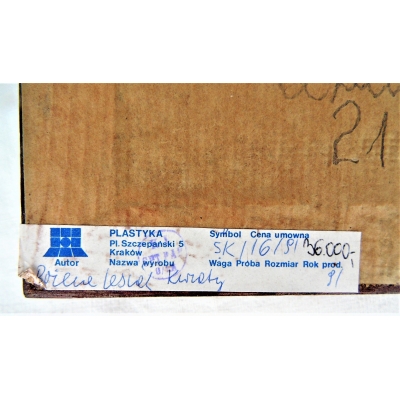 21
PLASTYKA
Pl. Szczepański 5
Kraków
Autor Nazwa wyrobu
Symbol Cena umowna
SK/16/91 36.000,-
Waga Próba Rozmiar Rok prod.
91
Kwiaty